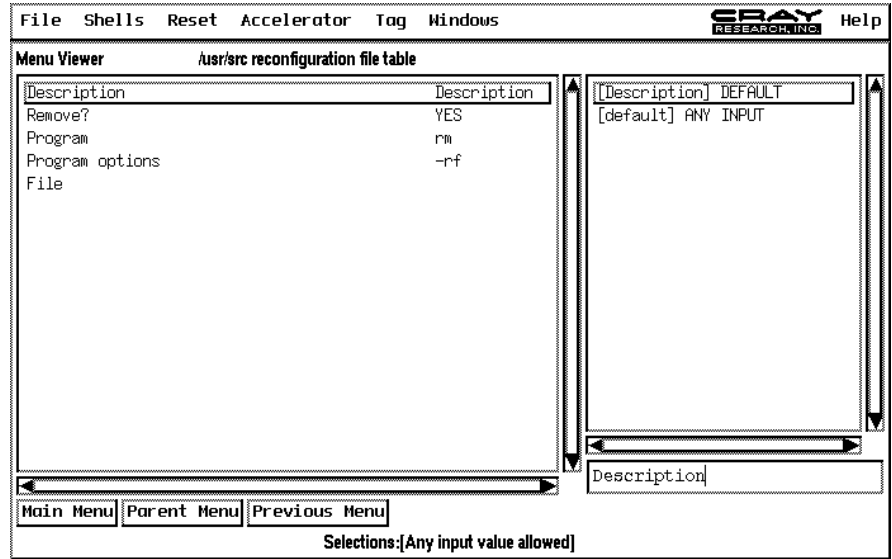 File Shells Reset Accelerator Tag Windows CRAY RESEARCH, INC. Help
Menu Viewer /usr/src reconfiguration file table
Description Description
Remove? YES
Program rm
Program options -rf
File
[Description] DEFAULT
[default] ANY INPUT
Description
Main Menu Parent Menu Previous Menu
Selections:[Any input value allowed]